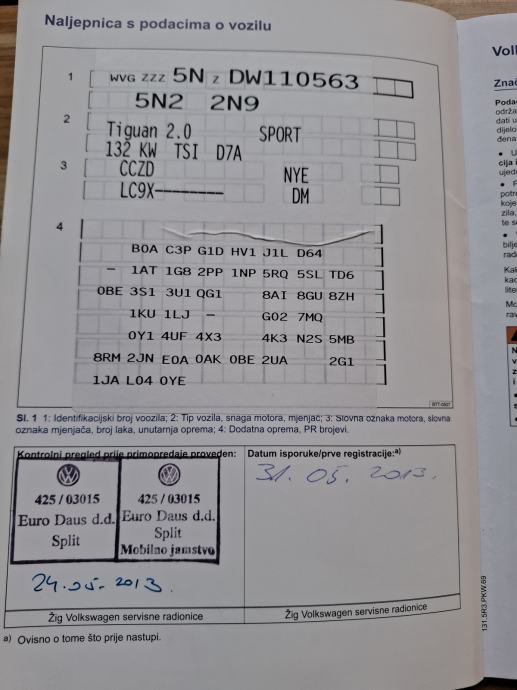 Naljepnica s podacima o vozilu
1 WVG ZZZ 5N Z DW110563
5N2 2N9
2 Tiguan 2.0 SPORT
132 KW TSI D7A
3 CCZD NYE
LC9X-------- DM
4
B0A C3P G1D HV1 J1L D64
- 1AT 1G8 2PP 1NP 5RQ 5SL TD6
0BE 3S1 3U1 QG1 8AI 8GU 8ZH
1KU 1LJ - G02 7MQ
0Y1 4UF 4X3 4K3 N2S 5MB
8RM 2JN E0A 0AK 0BE 2UA 2G1
1JA L04 0YE
Sl. 1 1: Identifikacijski broj voozila; 2: Tip vozila, snaga motora, mjenjač; 3: Slovna oznaka motora, slovna
oznaka mjenjača, broj laka, unutarnja oprema; 4: Dodatna oprema, PR brojevi.
Kontrolni pregled prije primopredaje proveden:
425 / 03015
Euro Daus d.d.
Split
425 / 03015
Euro Daus d.d.
Split
Mobilno jamstvo
24.05.2013.
Žig Volkswagen servisne radionice
Datum isporuke/prve registracije:a)
31. 05. 2013.
Žig Volkswagen servisne radionice
a) Ovisno o tome što prije nastupi.
131.5R3.PKW.69